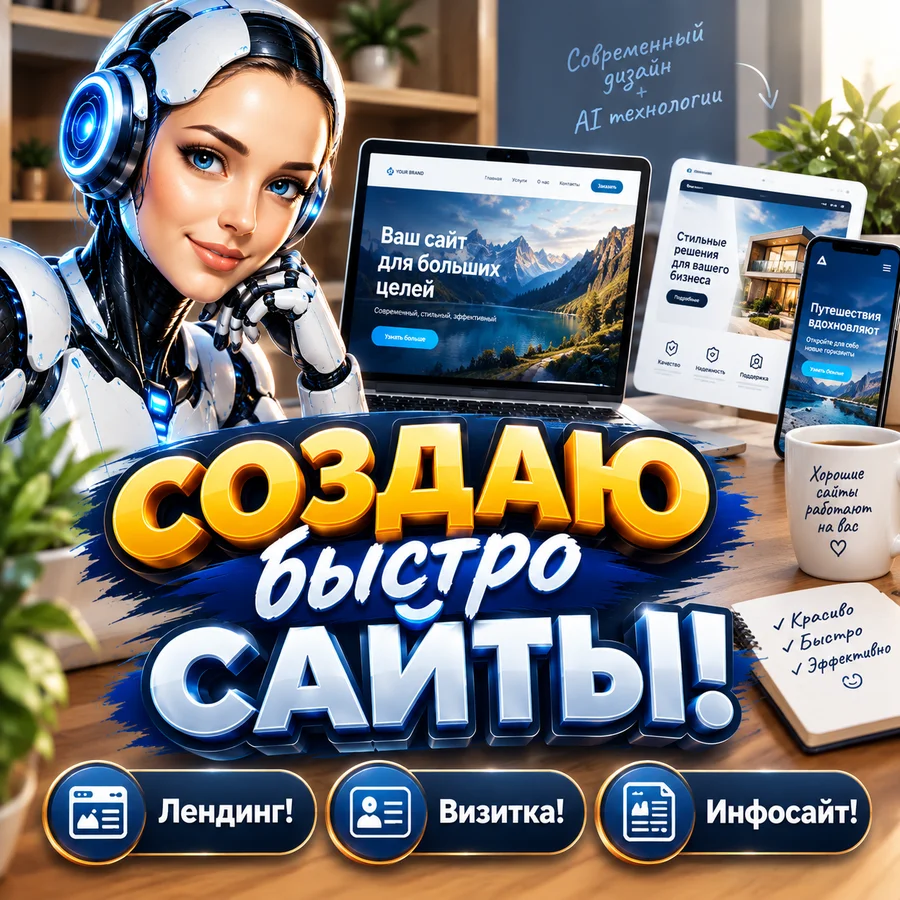 Современный
дизайн
+
AI технологии
YOUR BRAND
Главная Услуги О нас Контакты Заказать
Ваш сайт
для больших
целей
Современный, стильный, эффективный
Узнать больше
Стильные
решения
для вашего
бизнеса
Подробнее
Качество Надежность Поддержка
Путешествия
вдохновляют
Откройте для себя
новые горизонты
Узнать больше
СОЗДАЮ
быстро
САЙТЫ!
Хорошие
сайты
работают
на вас
♡
✓ Красиво
✓ Быстро
✓ Эффективно
Лендинг!
Визитка!
Инфосайт!